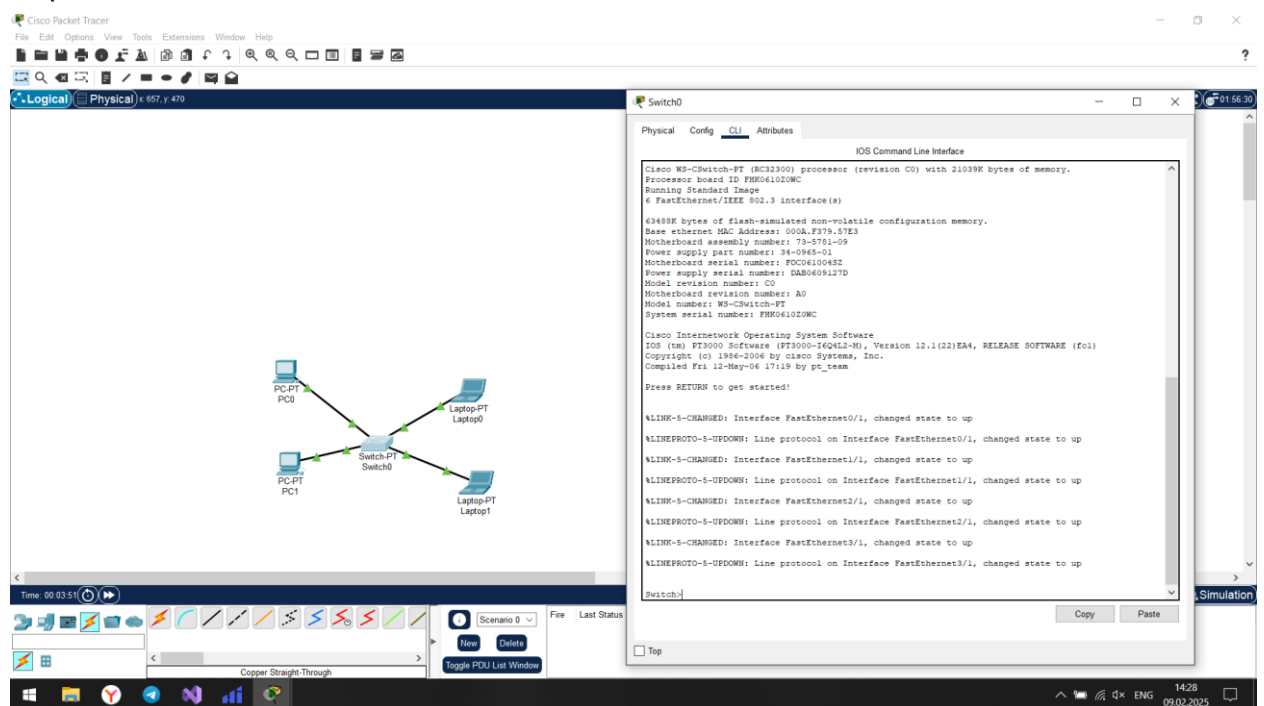 Cisco Packet Tracer
File Edit Options View Tools Extensions Window Help
?
Logical Physical x: 657, y: 470
01:56:30
Switch0
Physical Config CLI Attributes
IOS Command Line Interface
Cisco WS-CSwitch-PT (RC32300) processor (revision C0) with 21039K bytes of memory.
Processor board ID FHK0610Z0WC
Running Standard Image
6 FastEthernet/IEEE 802.3 interface(s)
63488K bytes of flash-simulated non-volatile configuration memory.
Base ethernet MAC Address: 000A.F379.57E3
Motherboard assembly number: 73-5781-09
Power supply part number: 34-0965-01
Motherboard serial number: FOC061004SZ
Power supply serial number: DAB0609127D
Model revision number: C0
Motherboard revision number: A0
Model number: WS-CSwitch-PT
System serial number: FHK0610Z0WC
Cisco Internetwork Operating System Software
IOS (tm) PT3000 Software (PT3000-I6Q4L2-M), Version 12.1(22)EA4, RELEASE SOFTWARE (fc1)
Copyright (c) 1986-2006 by cisco Systems, Inc.
Compiled Fri 12-May-06 17:19 by pt_team
Press RETURN to get started!
%LINK-5-CHANGED: Interface FastEthernet0/1, changed state to up
%LINEPROTO-5-UPDOWN: Line protocol on Interface FastEthernet0/1, changed state to up
%LINK-5-CHANGED: Interface FastEthernet1/1, changed state to up
%LINEPROTO-5-UPDOWN: Line protocol on Interface FastEthernet1/1, changed state to up
%LINK-5-CHANGED: Interface FastEthernet2/1, changed state to up
%LINEPROTO-5-UPDOWN: Line protocol on Interface FastEthernet2/1, changed state to up
%LINK-5-CHANGED: Interface FastEthernet3/1, changed state to up
%LINEPROTO-5-UPDOWN: Line protocol on Interface FastEthernet3/1, changed state to up
Switch>
Copy Paste
Top
PC-PT
PC0
Laptop-PT
Laptop0
Switch-PT
Switch0
PC-PT
PC1
Laptop-PT
Laptop1
Time: 00:03:51
Simulation
Scenario 0
New Delete
Toggle PDU List Window
Fire Last Status
Copper Straight-Through
ENG
14:28
09.02.2025